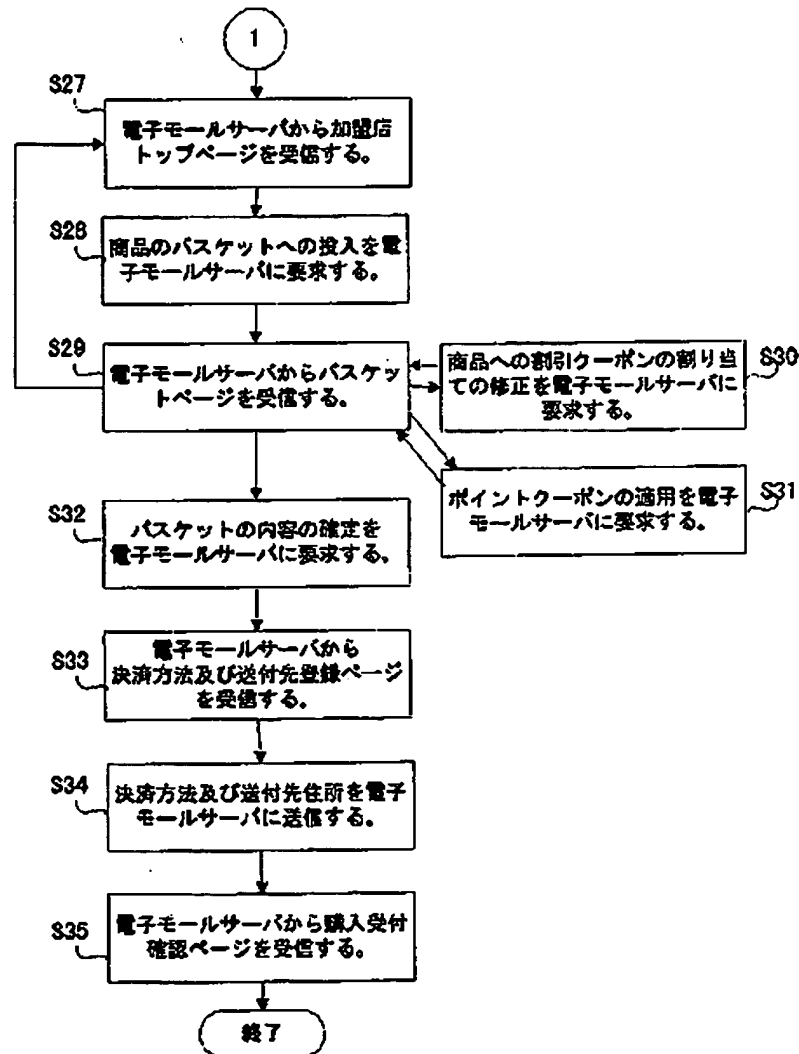 1
S27
電子モールサーバから加盟店
トップページを受信する。
S28
商品のバスケットへの投入を電
子モールサーバに要求する。
S29
電子モールサーバからバスケッ
トページを受信する。
商品への割引クーポンの割り当
ての修正を電子モールサーバに
要求する。
S30
ポイントクーポンの適用を電子
モールサーバに要求する。
S31
S32
バスケットの内容の確定を
電子モールサーバに要求する、
S33
電子モールサーバから
決済方法及び送付先登録ページ
を受信する。
S34
決済方法及び送付先住所を電子
モールサーバに送信する。
S35
電子モールサーバから購入受付
確認ページを受信する。
終了